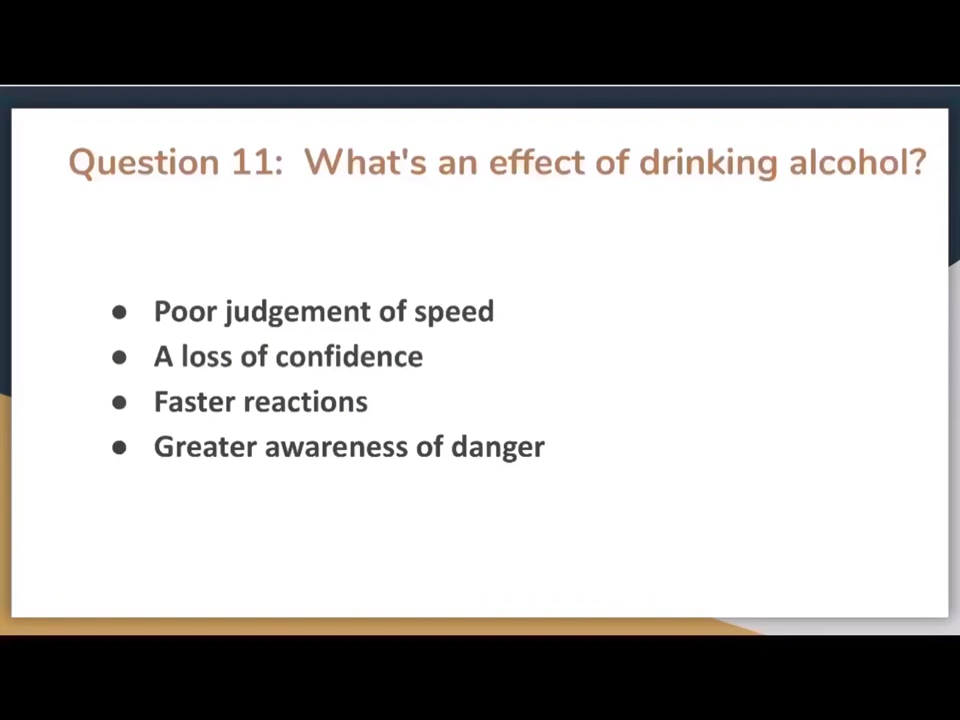 Question 11:  What's an effect of drinking alcohol?
● Poor judgement of speed
● A loss of confidence
● Faster reactions
● Greater awareness of danger